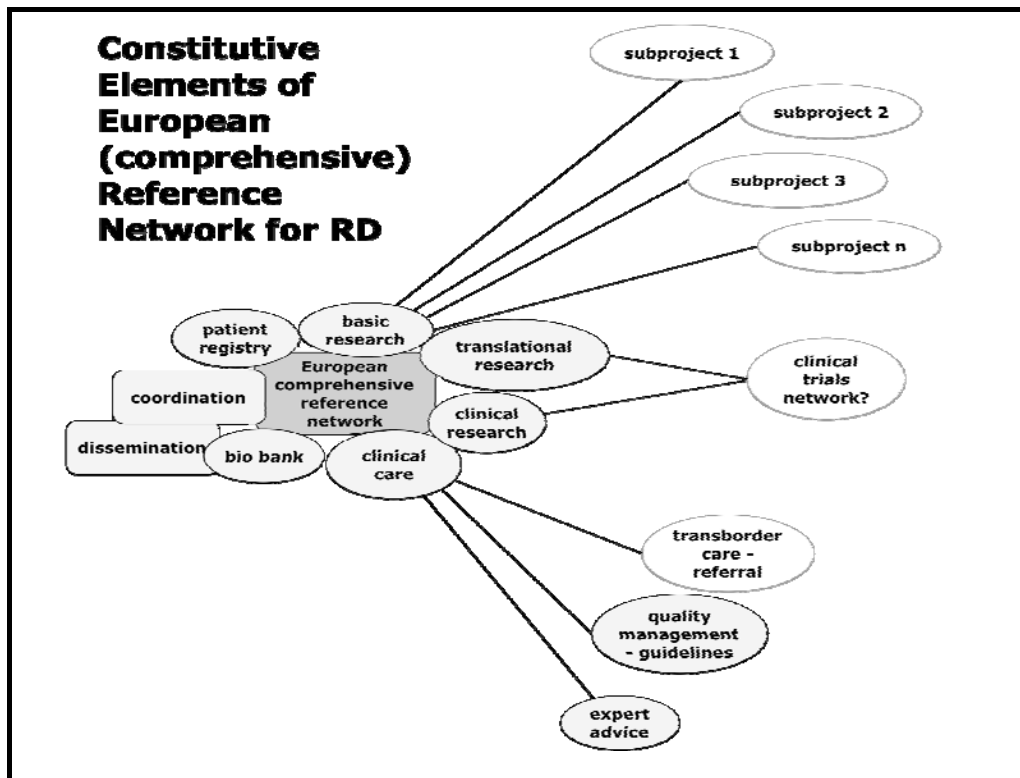 Constitutive
Elements of
European
(comprehensive)
Reference
Network for RD
subproject 1
subproject 2
subproject 3
subproject n
basic
research
patient
registry
translational
research
European
comprehensive
reference
network
clinical
trials
network?
coordination
clinical
research
dissemination
bio bank
clinical
care
transborder
care -
referral
quality
management
- guidelines
expert
advice